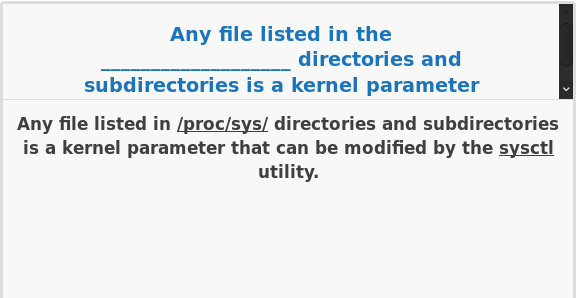 Any file listed in the
___________________ directories and
subdirectories is a kernel parameter
Any file listed in /proc/sys/ directories and subdirectories
is a kernel parameter that can be modified by the sysctl
utility.